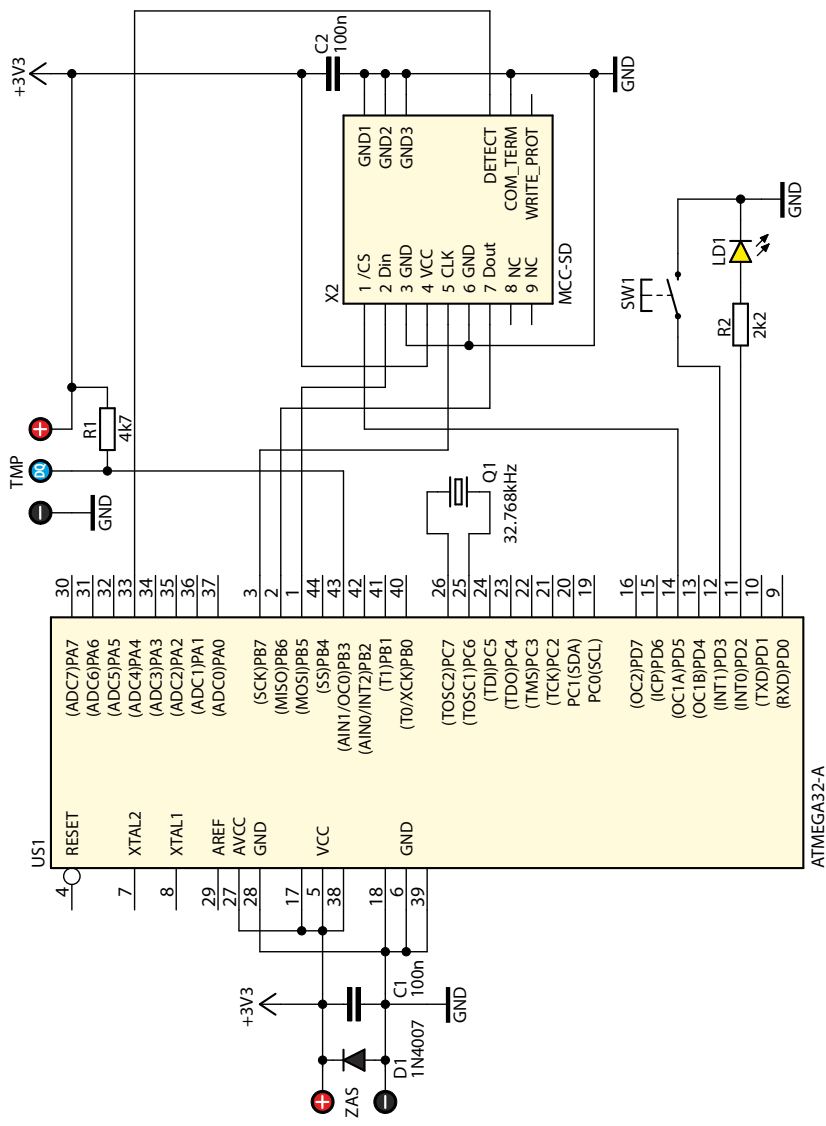 +3V3
C2
100n
GND
GND1
GND2
GND3
DETECT
COM_TERM
WRITE_PROT
X2
1 /CS
2 Din
3 GND
4 VCC
5 CLK
6 GND
7 Dout
8 NC
9 NC
MCC-SD
SW1
LD1
R2
2k2
GND
TMP
+
DQ
−
GND
R1
4k7
Q1
32.768kHz
US1
4 RESET
7 XTAL2
8 XTAL1
29 AREF
27 AVCC
28 GND
17
5 VCC
38
18
6 GND
39
(ADC7)PA7 30
(ADC6)PA6 31
(ADC5)PA5 32
(ADC4)PA4 33
(ADC3)PA3 34
(ADC2)PA2 35
(ADC1)PA1 36
(ADC0)PA0 37
(SCK)PB7 3
(MISO)PB6 2
(MOSI)PB5 1
(SS)PB4 44
(AIN1/OC0)PB3 43
(AIN0/INT2)PB2 42
(T1)PB1 41
(T0/XCK)PB0 40
(TOSC2)PC7 26
(TOSC1)PC6 25
(TDI)PC5 24
(TDO)PC4 23
(TMS)PC3 22
(TCK)PC2 21
PC1(SDA) 20
PC0(SCL) 19
(OC2)PD7 16
(ICP)PD6 15
(OC1A)PD5 14
(OC1B)PD4 13
(INT1)PD3 12
(INT0)PD2 11
(TXD)PD1 10
(RXD)PD0 9
ATMEGA32-A
+3V3
C1
100n
GND
D1
1N4007
+
ZAS
−